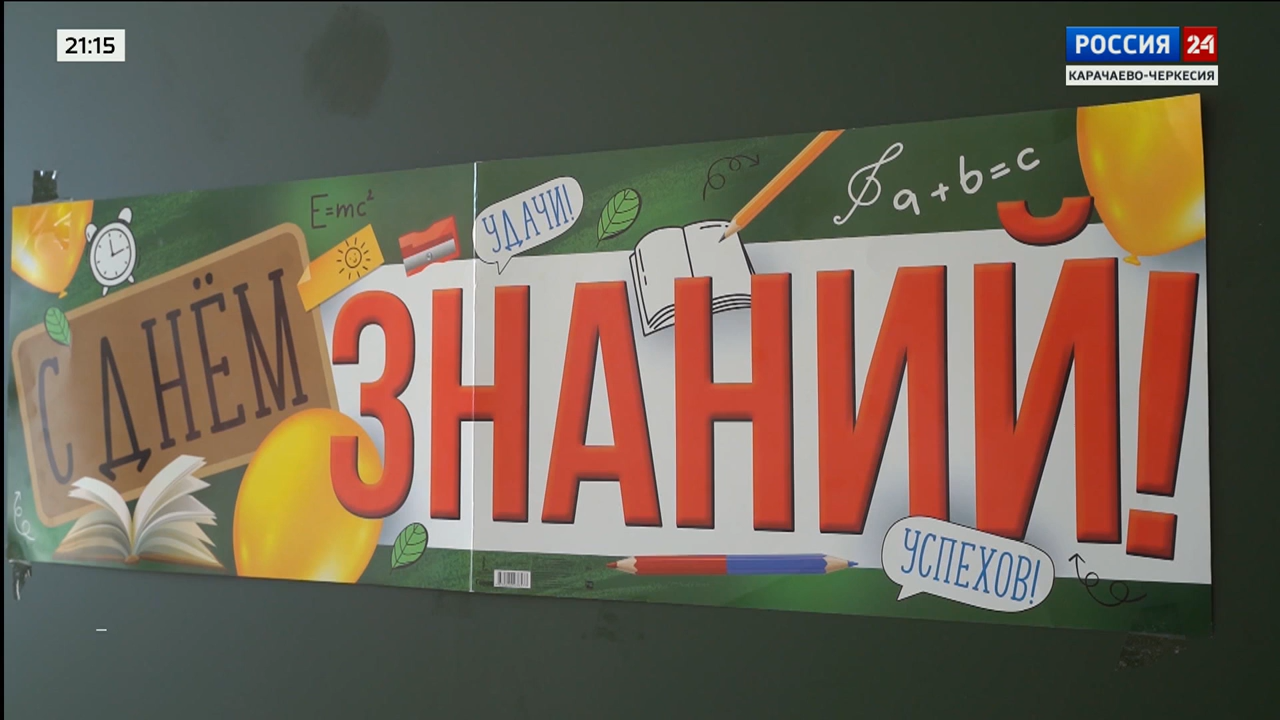 21:15
РОССИЯ 24
КАРАЧАЕВО-ЧЕРКЕСИЯ
E=mc²
УДАЧИ!
a+b=c
С ДНЁМ
ЗНАНИЙ!
УСПЕХОВ!